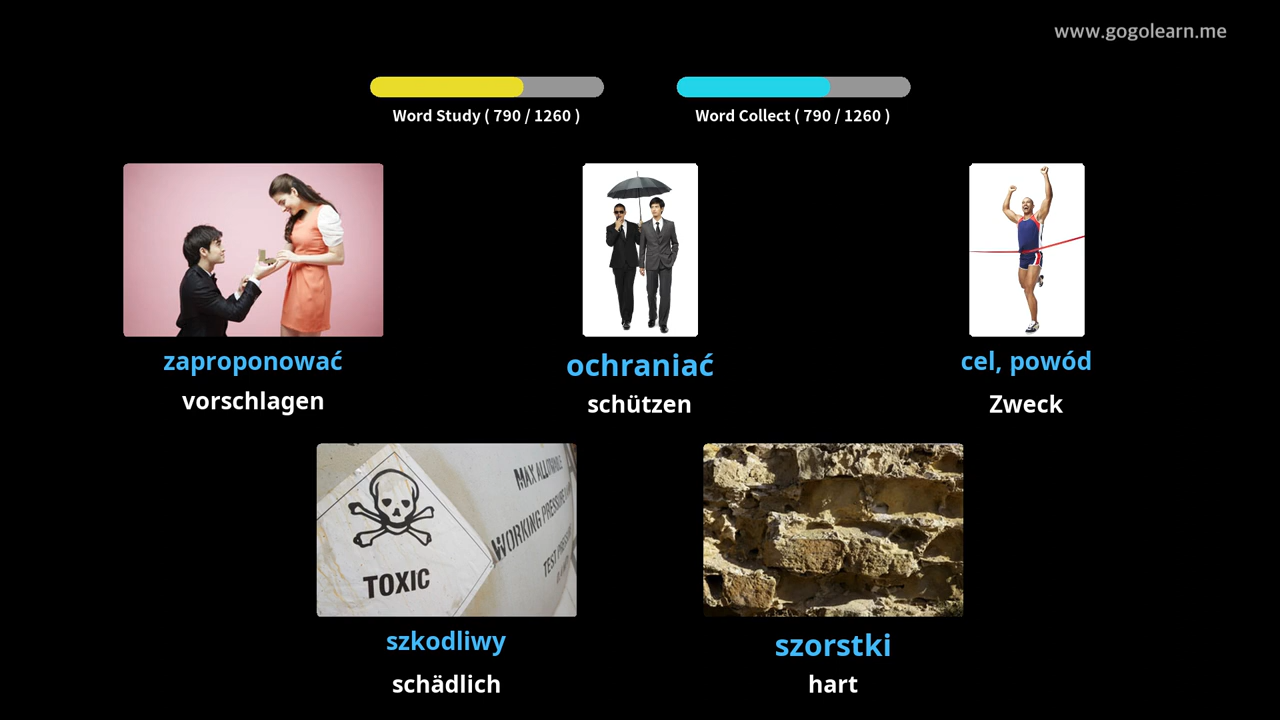 www.gogolearn.me
Word Study ( 790 / 1260 )
Word Collect ( 790 / 1260 )
zaproponować
vorschlagen
ochraniać
schützen
cel, powód
Zweck
TOXIC
MAX ALLOWABLE
WORKING PRESSURE
szkodliwy
schädlich
szorstki
hart